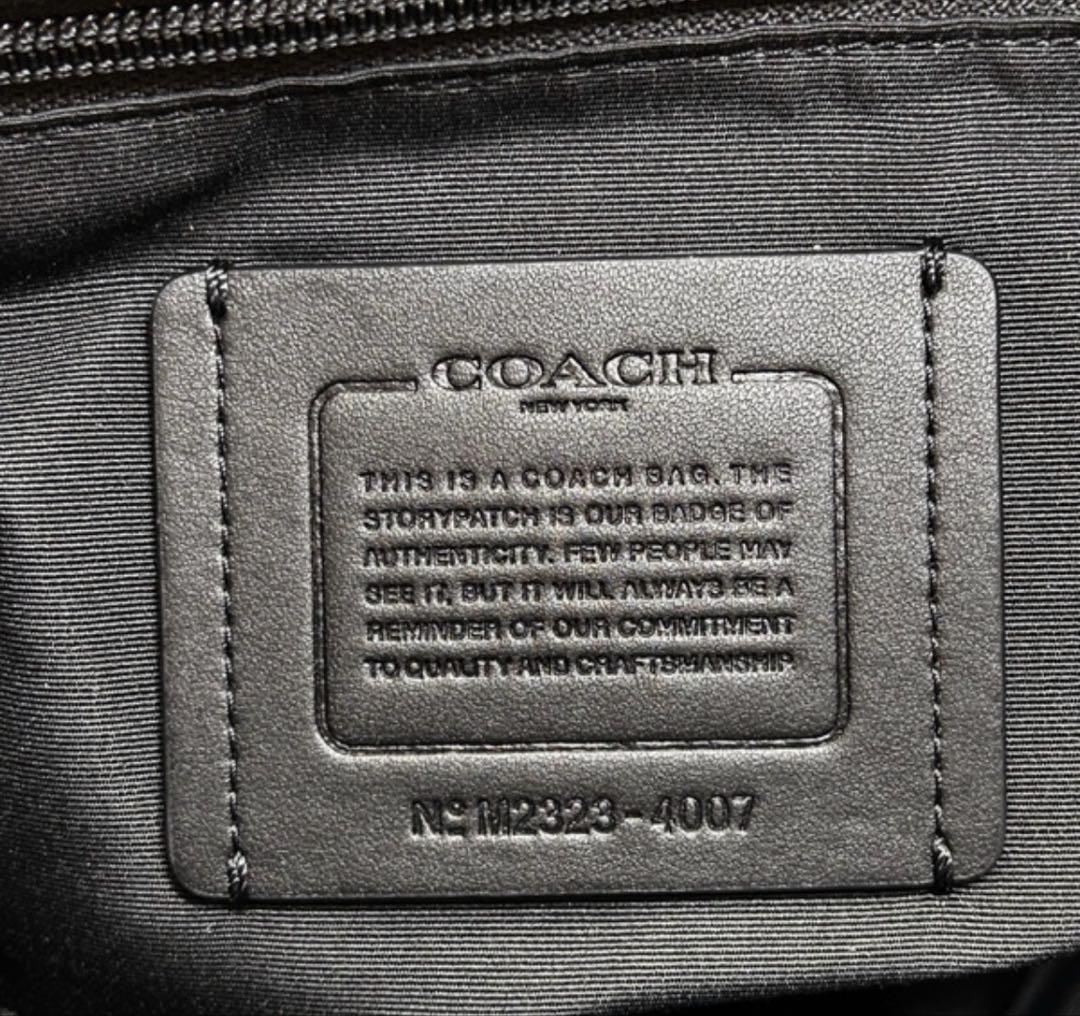 COACH
NEW YORK
THIS IS A COACH BAG. THE
STORYPATCH IS OUR BADGE OF
AUTHENTICITY. FEW PEOPLE MAY
SEE IT, BUT IT WILL ALWAYS BE A
REMINDER OF OUR COMMITMENT
TO QUALITY AND CRAFTSMANSHIP.
Nº M2323-4007